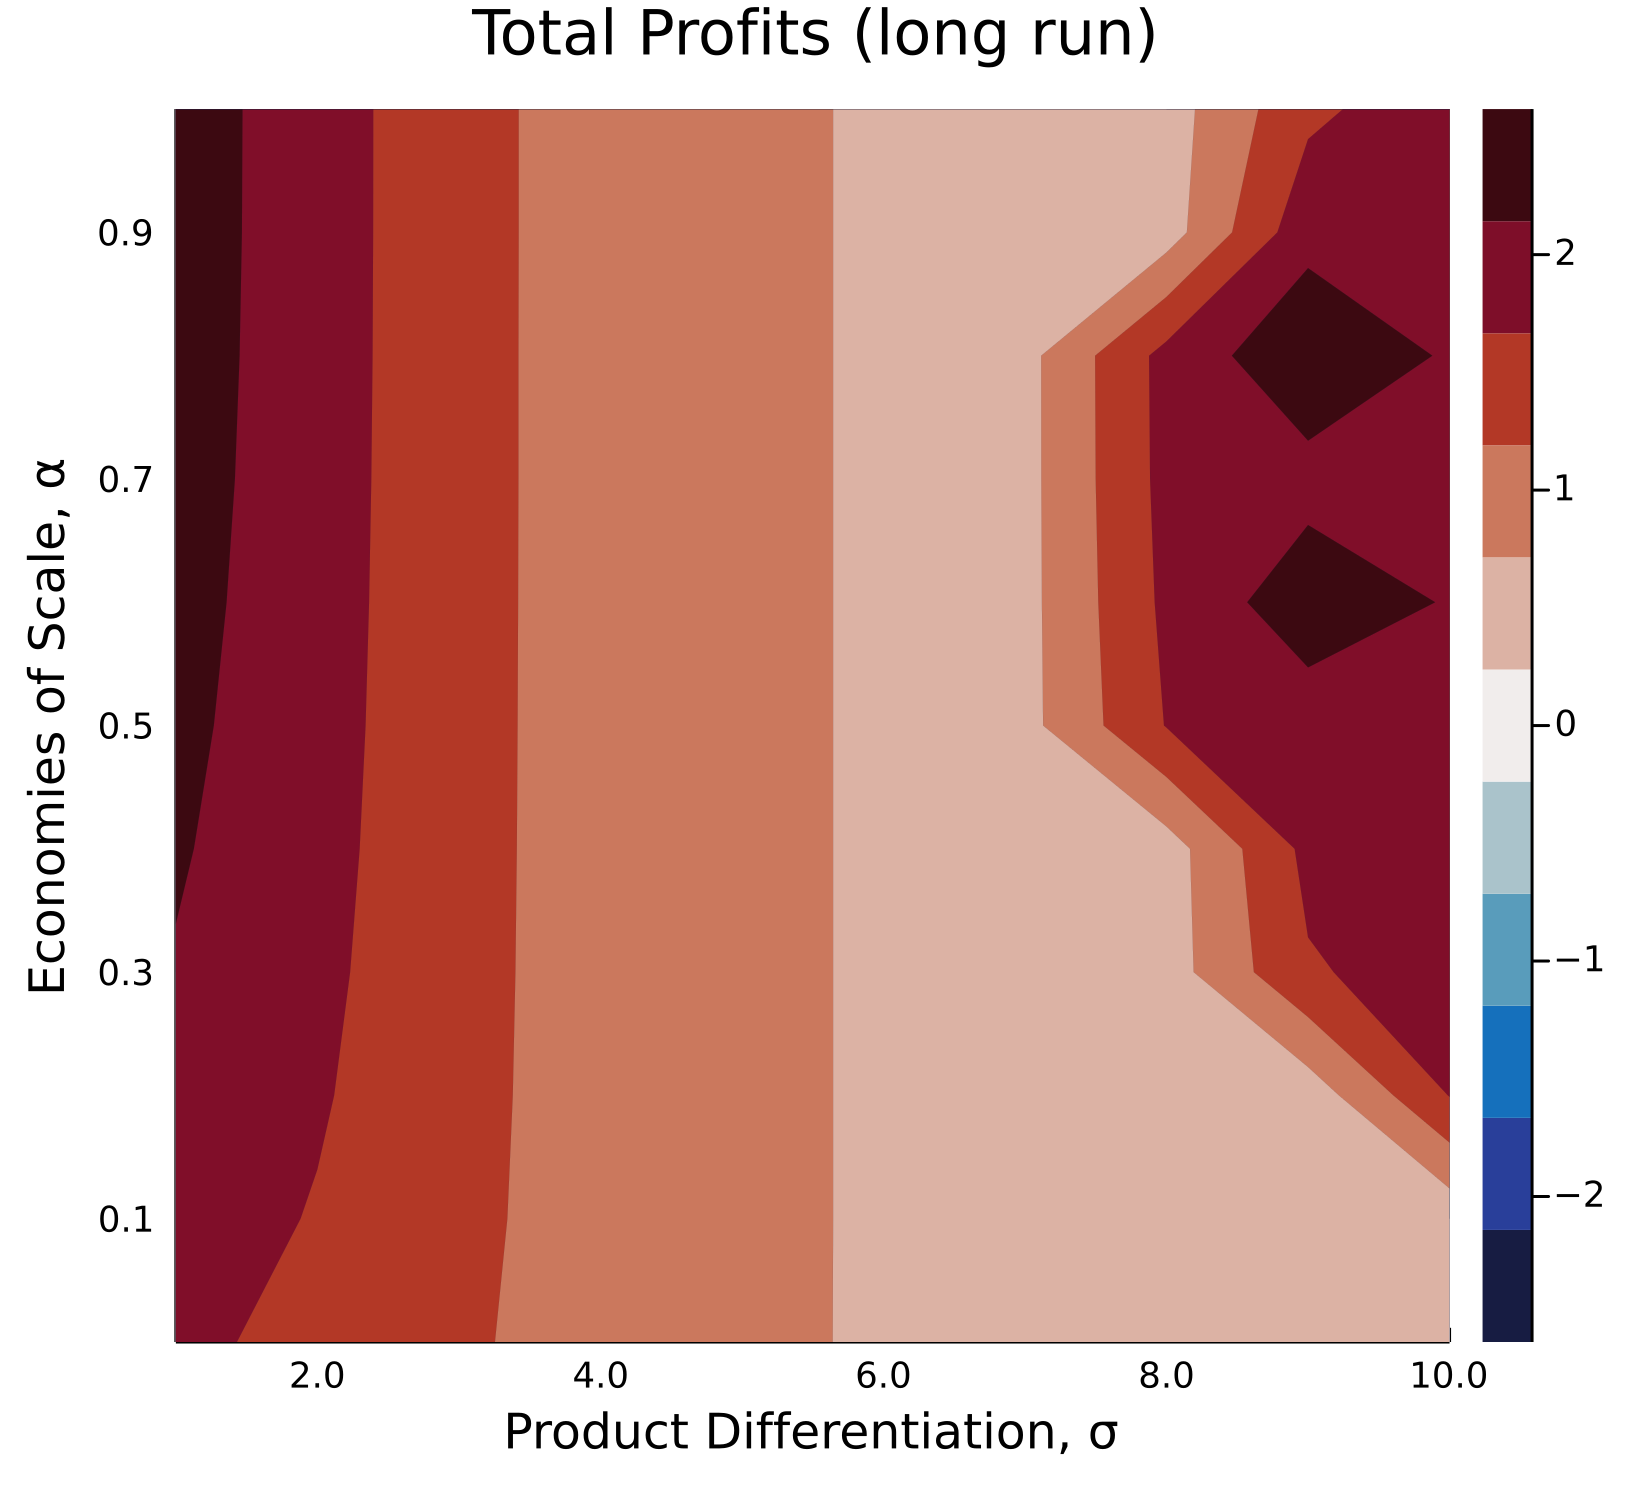 Total Profits (long run)
Economies of Scale, α
0.9
0.7
0.5
0.3
0.1
2.0 4.0 6.0 8.0 10.0
Product Differentiation, σ
2
1
0
−1
−2